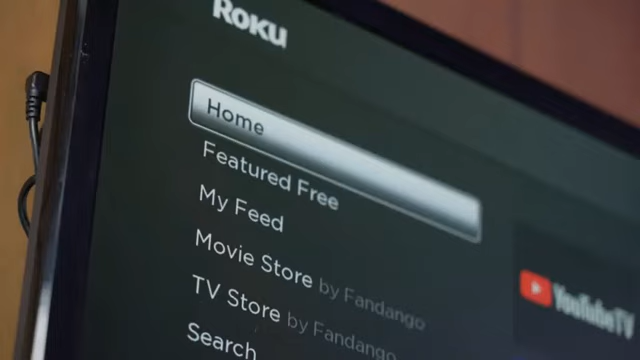 Roku
Home
Featured Free
My Feed
Movie Store by Fandango
TV Store by Fandango
Search
YouTubeTV